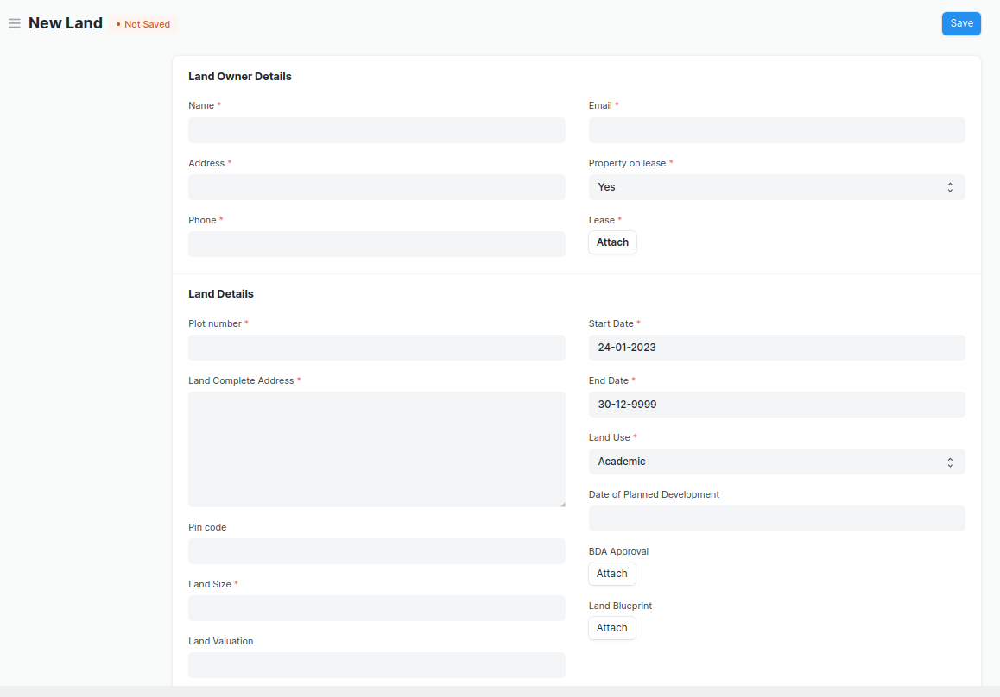 New Land
Not Saved
Save
Land Owner Details
Name *
Email *
Address *
Property on lease *
Yes
Phone *
Lease *
Attach
Land Details
Plot number *
Start Date *
24-01-2023
Land Complete Address *
End Date *
30-12-9999
Land Use *
Academic
Date of Planned Development
Pin code
BDA Approval
Attach
Land Size *
Land Blueprint
Attach
Land Valuation